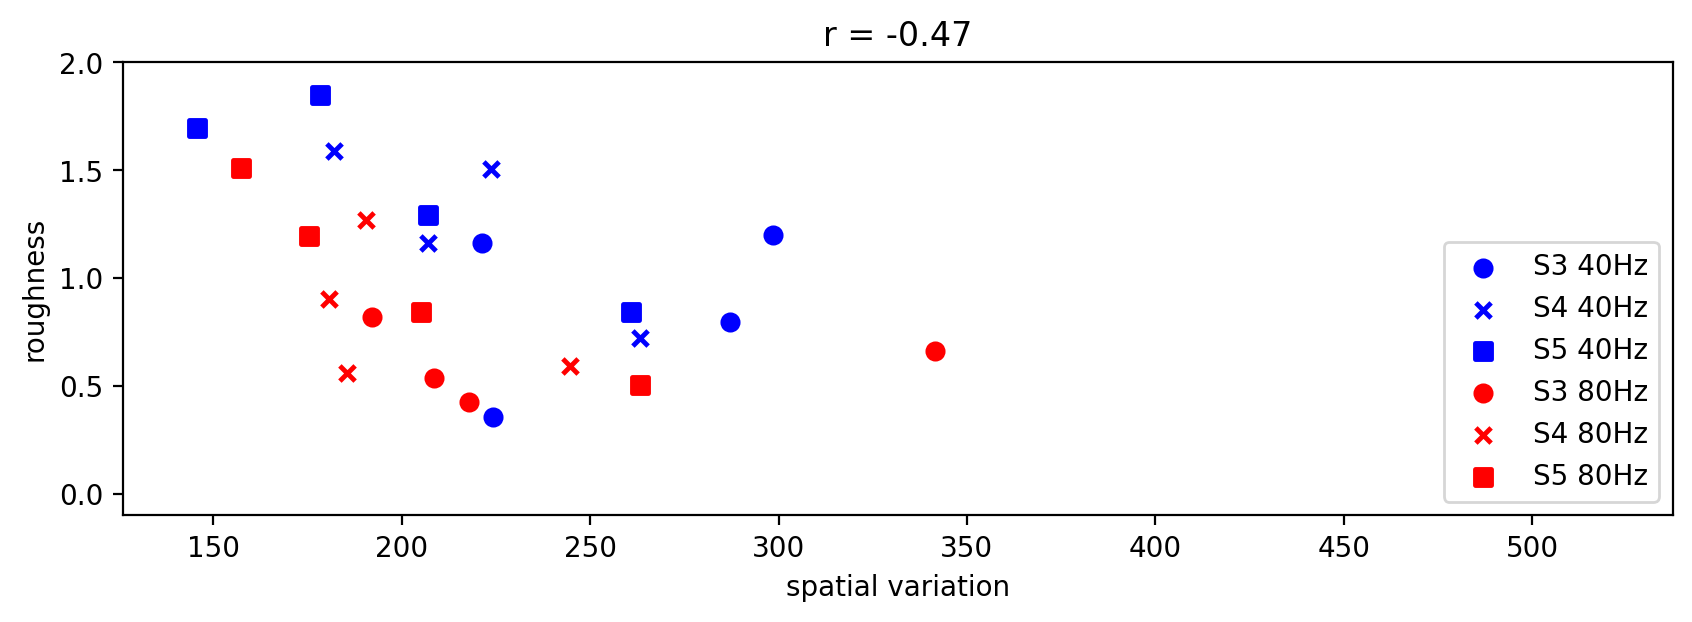 r = -0.47
2.0
1.5
1.0
0.5
0.0
roughness
150 200 250 300 350 400 450 500
spatial variation
S3 40Hz
S4 40Hz
S5 40Hz
S3 80Hz
S4 80Hz
S5 80Hz